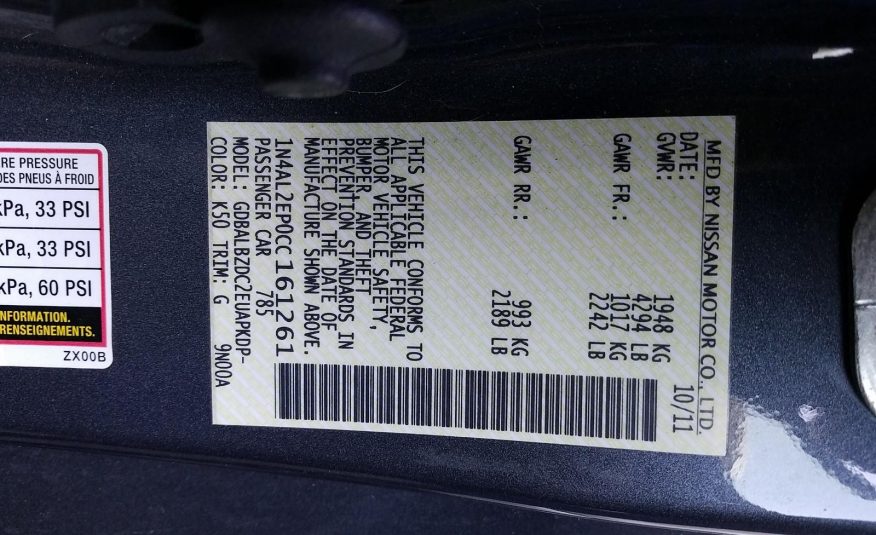 RE PRESSURE
DES PNEUS À FROID
kPa, 33 PSI
kPa, 33 PSI
kPa, 60 PSI
INFORMATION.
RENSEIGNEMENTS.
ZX00B
MFD BY NISSAN MOTOR CO., LTD.
DATE: 10/11
GVWR: 1948 KG
4294 LB
GAWR FR.: 1017 KG
2242 LB
GAWR RR.: 993 KG
2189 LB
THIS VEHICLE CONFORMS TO
ALL APPLICABLE FEDERAL
MOTOR VEHICLE SAFETY,
BUMPER AND THEFT
PREVENTION STANDARDS IN
EFFECT ON THE DATE OF
MANUFACTURE SHOWN ABOVE.
1N4AL2EP0CC161261
PASSENGER CAR 785
MODEL: GDBALBZDC2EUAPKDP-
COLOR: K50 TRIM: G 9N00A